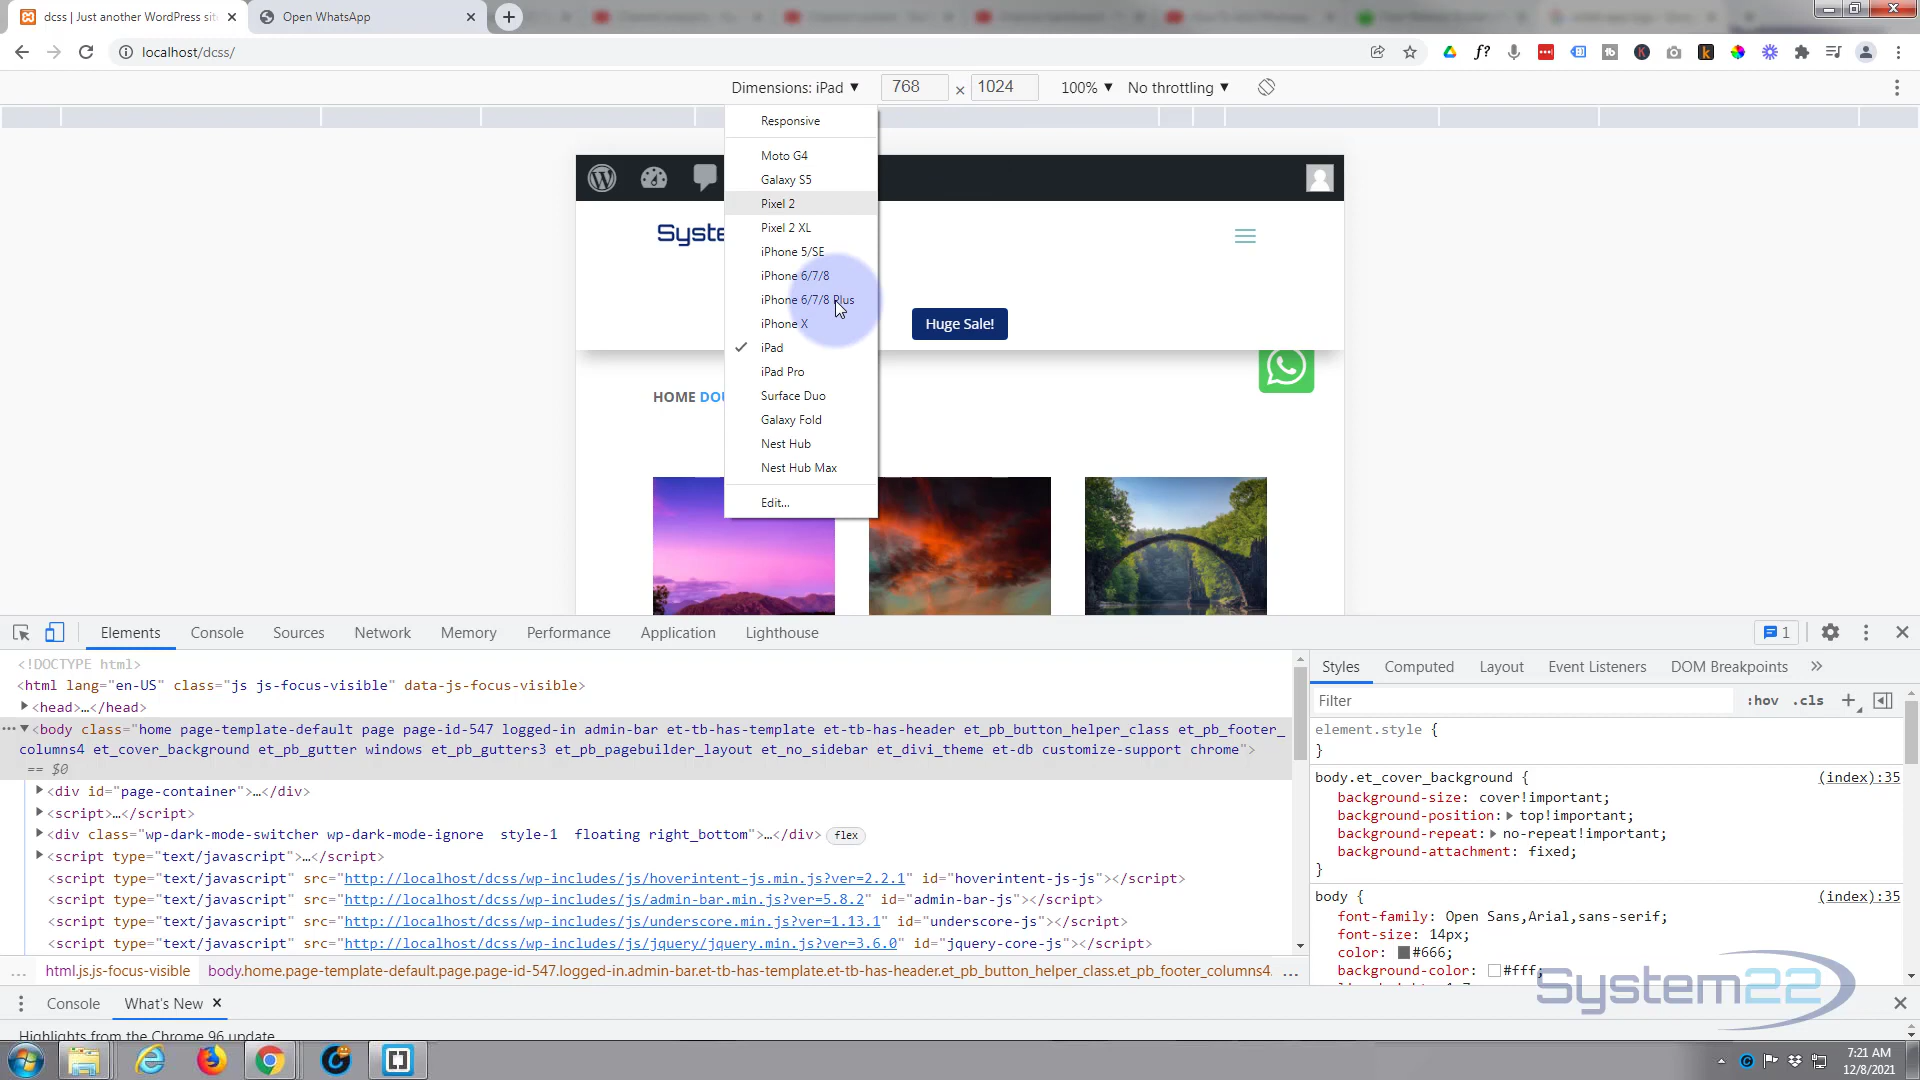 dcss | Just another WordPress sit
Open WhatsApp
localhost/dcss/
Dimensions: iPad ▼ 768 × 1024 100% ▼ No throttling ▼
Responsive
Moto G4
Galaxy S5
Pixel 2
Pixel 2 XL
iPhone 5/SE
iPhone 6/7/8
iPhone 6/7/8 Plus
iPhone X
iPad
iPad Pro
Surface Duo
Galaxy Fold
Nest Hub
Nest Hub Max
Edit...
Syste
Huge Sale!
HOME DOU
Elements Console Sources Network Memory Performance Application Lighthouse 1
<!DOCTYPE html>
<html lang="en-US" class="js js-focus-visible" data-js-focus-visible>
<head>…</head>
<body class="home page-template-default page page-id-547 logged-in admin-bar et-tb-has-template et-tb-has-header et_pb_button_helper_class et_pb_footer_
columns4 et_cover_background et_pb_gutter windows et_pb_gutters3 et_pb_pagebuilder_layout et_no_sidebar et_divi_theme et-db customize-support chrome">
== $0
<div id="page-container">…</div>
<script>…</script>
<div class="wp-dark-mode-switcher wp-dark-mode-ignore style-1 floating right_bottom">…</div> flex
<script type="text/javascript">…</script>
<script type="text/javascript" src="http://localhost/dcss/wp-includes/js/hoverintent-js.min.js?ver=2.2.1" id="hoverintent-js-js"></script>
<script type="text/javascript" src="http://localhost/dcss/wp-includes/js/admin-bar.min.js?ver=5.8.2" id="admin-bar-js"></script>
<script type="text/javascript" src="http://localhost/dcss/wp-includes/js/underscore.min.js?ver=1.13.1" id="underscore-js"></script>
<script type="text/javascript" src="http://localhost/dcss/wp-includes/js/jquery/jquery.min.js?ver=3.6.0" id="jquery-core-js"></script>
... html.js.js-focus-visible body.home.page-template-default.page.page-id-547.logged-in.admin-bar.et-tb-has-template.et-tb-has-header.et_pb_button_helper_class.et_pb_footer_columns4. ...
Styles Computed Layout Event Listeners DOM Breakpoints »
Filter :hov .cls +
element.style {
}
body.et_cover_background { (index):35
background-size: cover!important;
background-position: top!important;
background-repeat: no-repeat!important;
background-attachment: fixed;
}
body { (index):35
font-family: Open Sans,Arial,sans-serif;
font-size: 14px;
color: #666;
background-color: #fff;
System22
Console What's New ×
Highlights from the Chrome 96 update
7:21 AM
12/8/2021